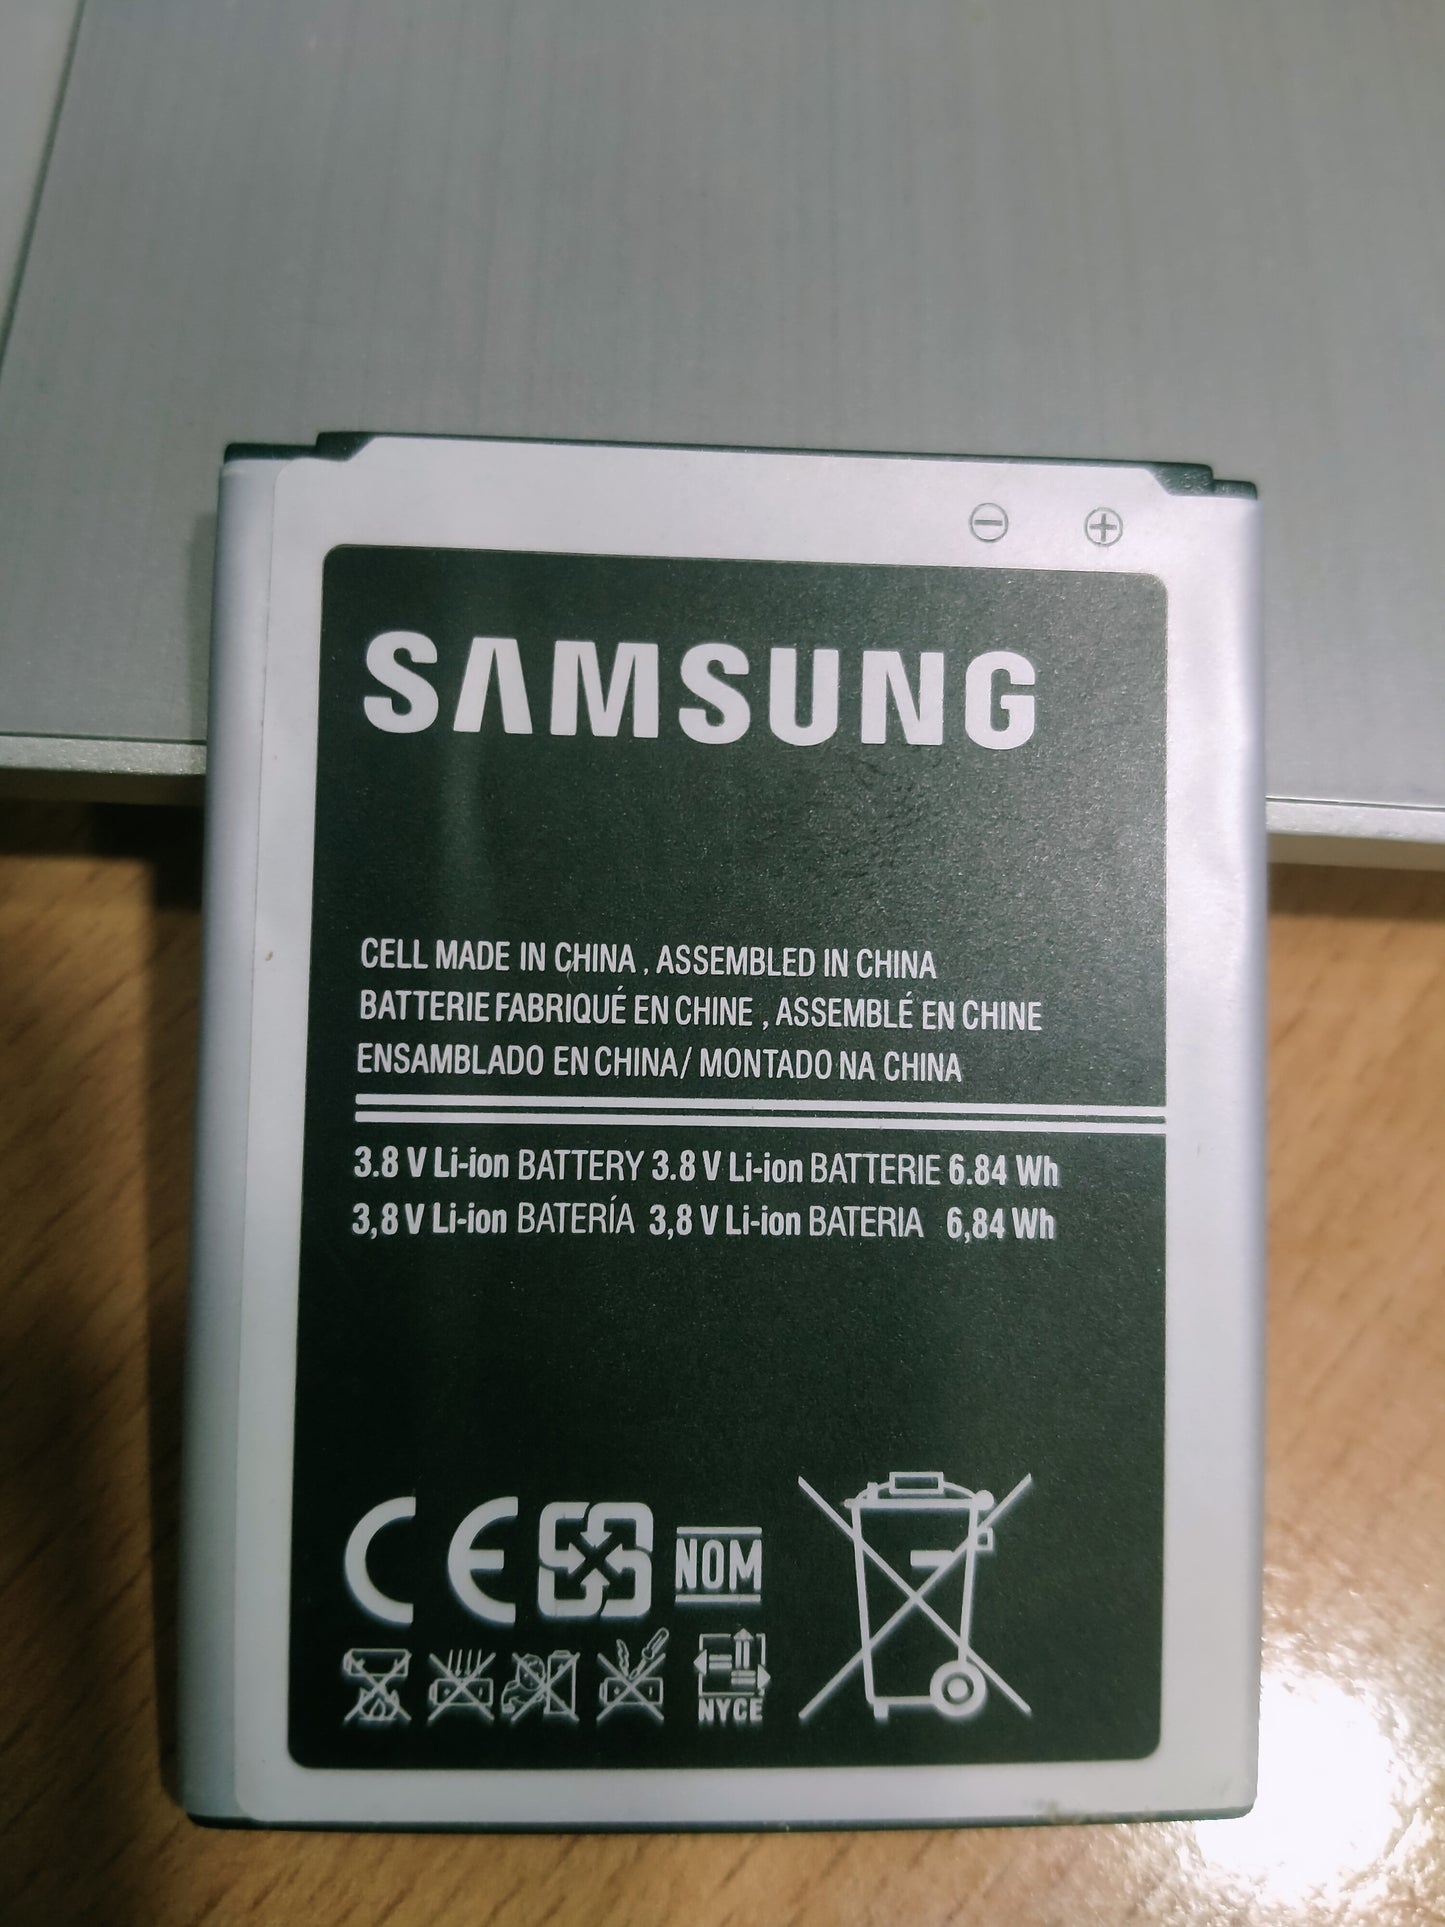 SAMSUNG
CELL MADE IN CHINA , ASSEMBLED IN CHINA
BATTERIE FABRIQUÉ EN CHINE , ASSEMBLÉ EN CHINE
ENSAMBLADO EN CHINA/ MONTADO NA CHINA
3.8 V Li-ion BATTERY 3.8 V Li-ion BATTERIE 6.84 Wh
3,8 V Li-ion BATERÍA 3,8 V Li-ion BATERIA 6,84 Wh
CE NOM
NYCE